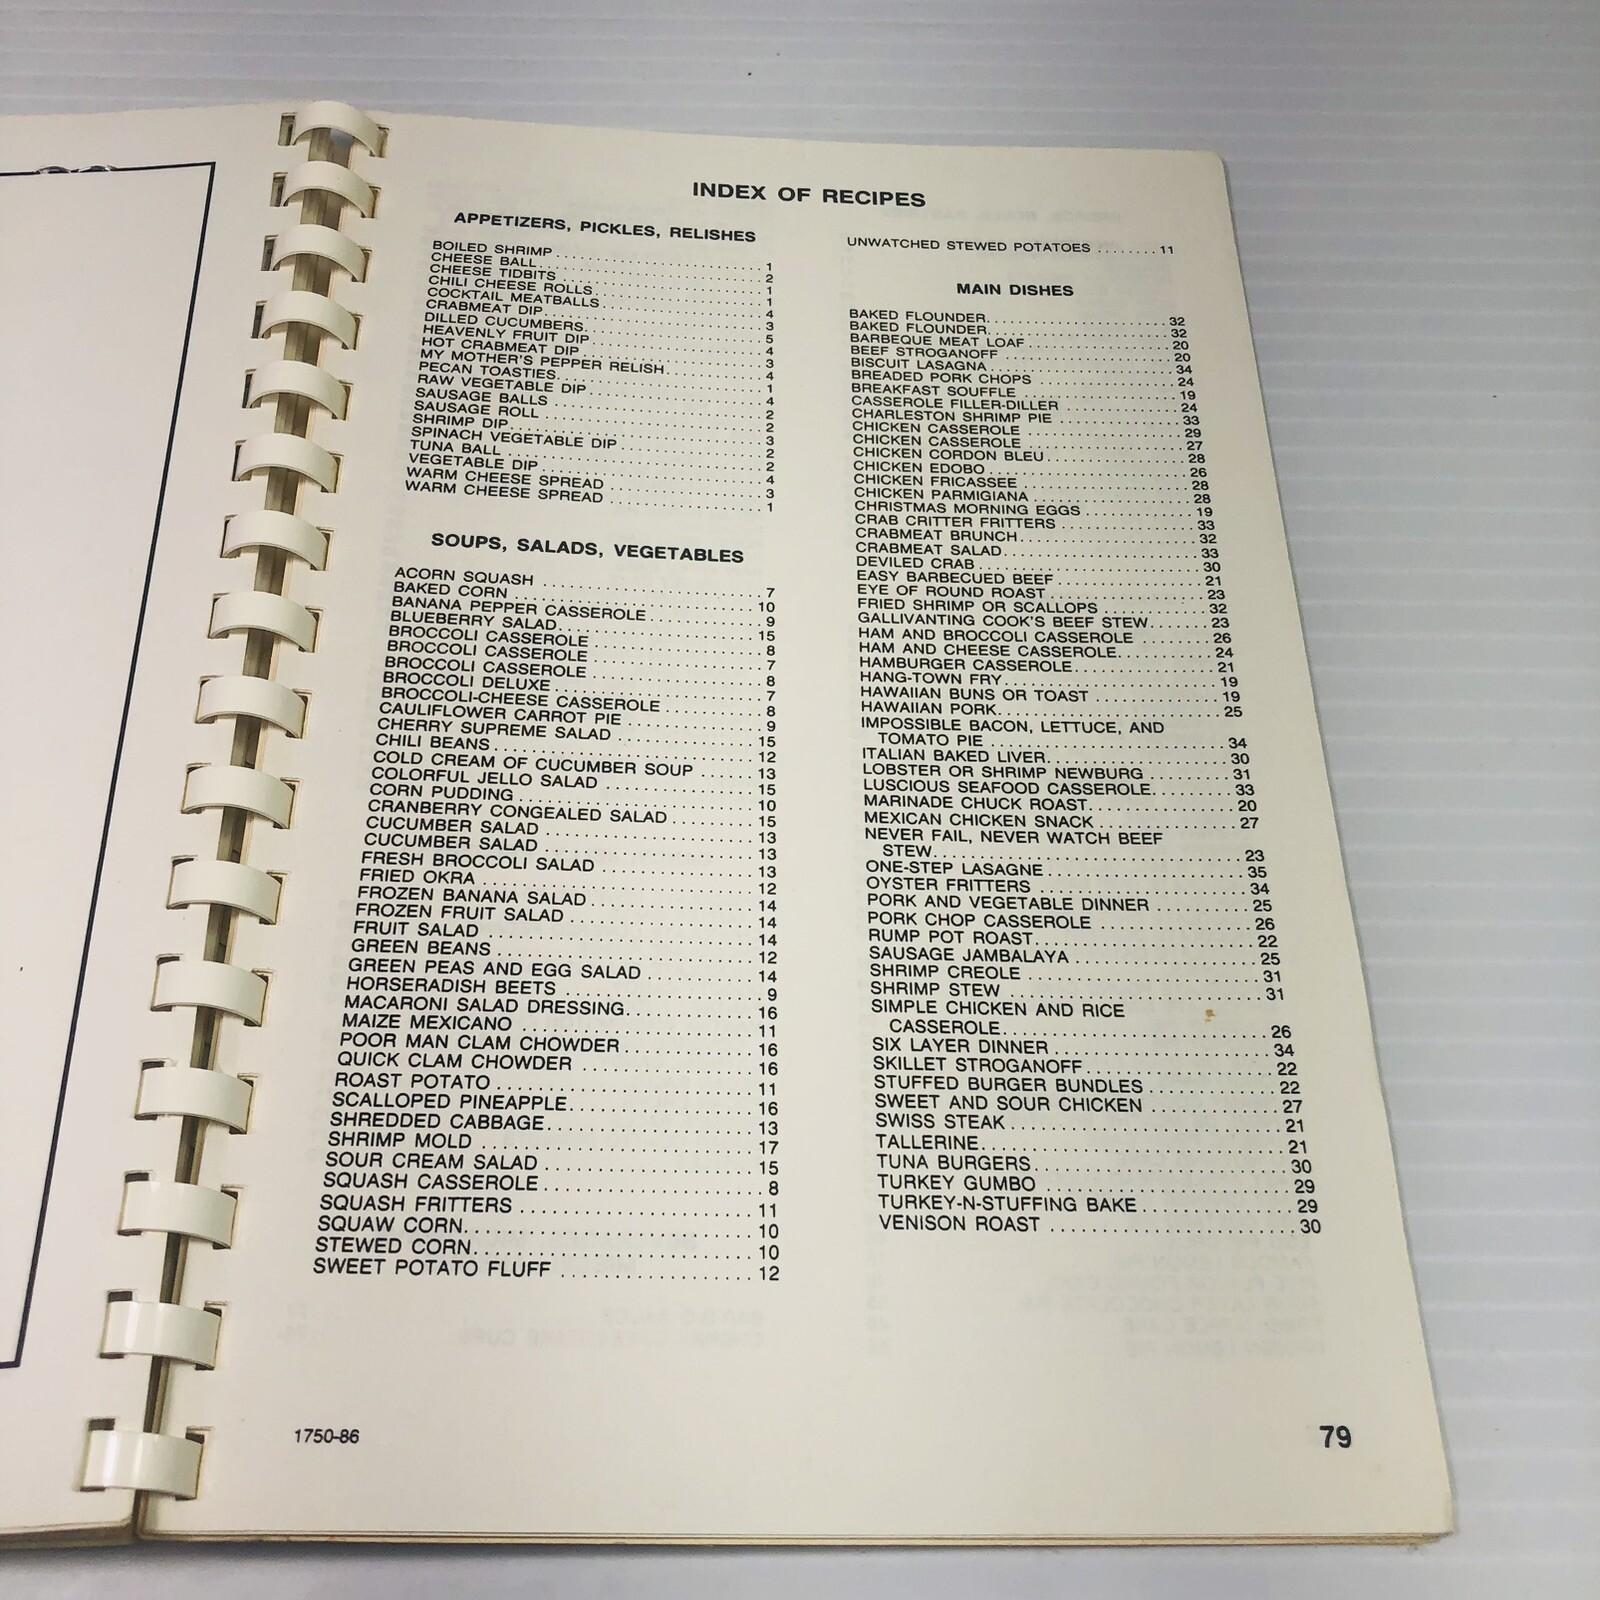 INDEX OF RECIPES
APPETIZERS, PICKLES, RELISHES
BOILED SHRIMP ........ 1
CHEESE BALL ........ 2
CHEESE TIDBITS ........ 1
CHILI CHEESE ROLLS ........ 1
COCKTAIL MEATBALLS ........ 4
CRABMEAT DIP ........ 3
DILLED CUCUMBERS ........ 5
HEAVENLY FRUIT DIP ........ 4
HOT CRABMEAT DIP ........ 3
MY MOTHER'S PEPPER RELISH ........ 4
PECAN TOASTIES ........ 1
RAW VEGETABLE DIP ........ 4
SAUSAGE BALLS ........ 2
SAUSAGE ROLL ........ 2
SHRIMP DIP ........ 3
SPINACH VEGETABLE DIP ........ 2
TUNA BALL ........ 2
VEGETABLE DIP ........ 4
WARM CHEESE SPREAD ........ 3
WARM CHEESE SPREAD ........ 1
SOUPS, SALADS, VEGETABLES
ACORN SQUASH ........ 7
BAKED CORN ........ 10
BANANA PEPPER CASSEROLE ........ 9
BLUEBERRY SALAD ........ 15
BROCCOLI CASSEROLE ........ 8
BROCCOLI CASSEROLE ........ 7
BROCCOLI CASSEROLE ........ 8
BROCCOLI DELUXE ........ 7
BROCCOLI-CHEESE CASSEROLE ........ 8
CAULIFLOWER CARROT PIE ........ 9
CHERRY SUPREME SALAD ........ 15
CHILI BEANS ........ 12
COLD CREAM OF CUCUMBER SOUP ........ 13
COLORFUL JELLO SALAD ........ 15
CORN PUDDING ........ 10
CRANBERRY CONGEALED SALAD ........ 15
CUCUMBER SALAD ........ 13
CUCUMBER SALAD ........ 13
FRESH BROCCOLI SALAD ........ 13
FRIED OKRA ........ 12
FROZEN BANANA SALAD ........ 14
FROZEN FRUIT SALAD ........ 14
FRUIT SALAD ........ 14
GREEN BEANS ........ 12
GREEN PEAS AND EGG SALAD ........ 14
HORSERADISH BEETS ........ 9
MACARONI SALAD DRESSING ........ 16
MAIZE MEXICANO ........ 11
POOR MAN CLAM CHOWDER ........ 16
QUICK CLAM CHOWDER ........ 16
ROAST POTATO ........ 11
SCALLOPED PINEAPPLE ........ 16
SHREDDED CABBAGE ........ 13
SHRIMP MOLD ........ 17
SOUR CREAM SALAD ........ 15
SQUASH CASSEROLE ........ 8
SQUASH FRITTERS ........ 11
SQUAW CORN ........ 10
STEWED CORN ........ 10
SWEET POTATO FLUFF ........ 12
UNWATCHED STEWED POTATOES ........ 11
MAIN DISHES
BAKED FLOUNDER ........ 32
BAKED FLOUNDER ........ 32
BARBEQUE MEAT LOAF ........ 20
BEEF STROGANOFF ........ 20
BISCUIT LASAGNA ........ 34
BREADED PORK CHOPS ........ 24
BREAKFAST SOUFFLE ........ 19
CASSEROLE FILLER-DILLER ........ 24
CHARLESTON SHRIMP PIE ........ 33
CHICKEN CASSEROLE ........ 29
CHICKEN CASSEROLE ........ 27
CHICKEN CORDON BLEU ........ 28
CHICKEN EDOBO ........ 26
CHICKEN FRICASSEE ........ 28
CHICKEN PARMIGIANA ........ 28
CHRISTMAS MORNING EGGS ........ 19
CRAB CRITTER FRITTERS ........ 33
CRABMEAT BRUNCH ........ 32
CRABMEAT SALAD ........ 33
DEVILED CRAB ........ 30
EASY BARBECUED BEEF ........ 21
EYE OF ROUND ROAST ........ 23
FRIED SHRIMP OR SCALLOPS ........ 32
GALLIVANTING COOK'S BEEF STEW ........ 23
HAM AND BROCCOLI CASSEROLE ........ 26
HAM AND CHEESE CASSEROLE ........ 24
HAMBURGER CASSEROLE ........ 21
HANG-TOWN FRY ........ 19
HAWAIIAN BUNS OR TOAST ........ 19
HAWAIIAN PORK ........ 25
IMPOSSIBLE BACON, LETTUCE, AND
TOMATO PIE ........ 34
ITALIAN BAKED LIVER ........ 30
LOBSTER OR SHRIMP NEWBURG ........ 31
LUSCIOUS SEAFOOD CASSEROLE ........ 33
MARINADE CHUCK ROAST ........ 20
MEXICAN CHICKEN SNACK ........ 27
NEVER FAIL, NEVER WATCH BEEF
STEW ........ 23
ONE-STEP LASAGNE ........ 35
OYSTER FRITTERS ........ 34
PORK AND VEGETABLE DINNER ........ 25
PORK CHOP CASSEROLE ........ 26
RUMP POT ROAST ........ 22
SAUSAGE JAMBALAYA ........ 25
SHRIMP CREOLE ........ 31
SHRIMP STEW ........ 31
SIMPLE CHICKEN AND RICE
CASSEROLE ........ 26
SIX LAYER DINNER ........ 34
SKILLET STROGANOFF ........ 22
STUFFED BURGER BUNDLES ........ 22
SWEET AND SOUR CHICKEN ........ 27
SWISS STEAK ........ 21
TALLERINE ........ 21
TUNA BURGERS ........ 30
TURKEY GUMBO ........ 29
TURKEY-N-STUFFING BAKE ........ 29
VENISON ROAST ........ 30
1750-86
79